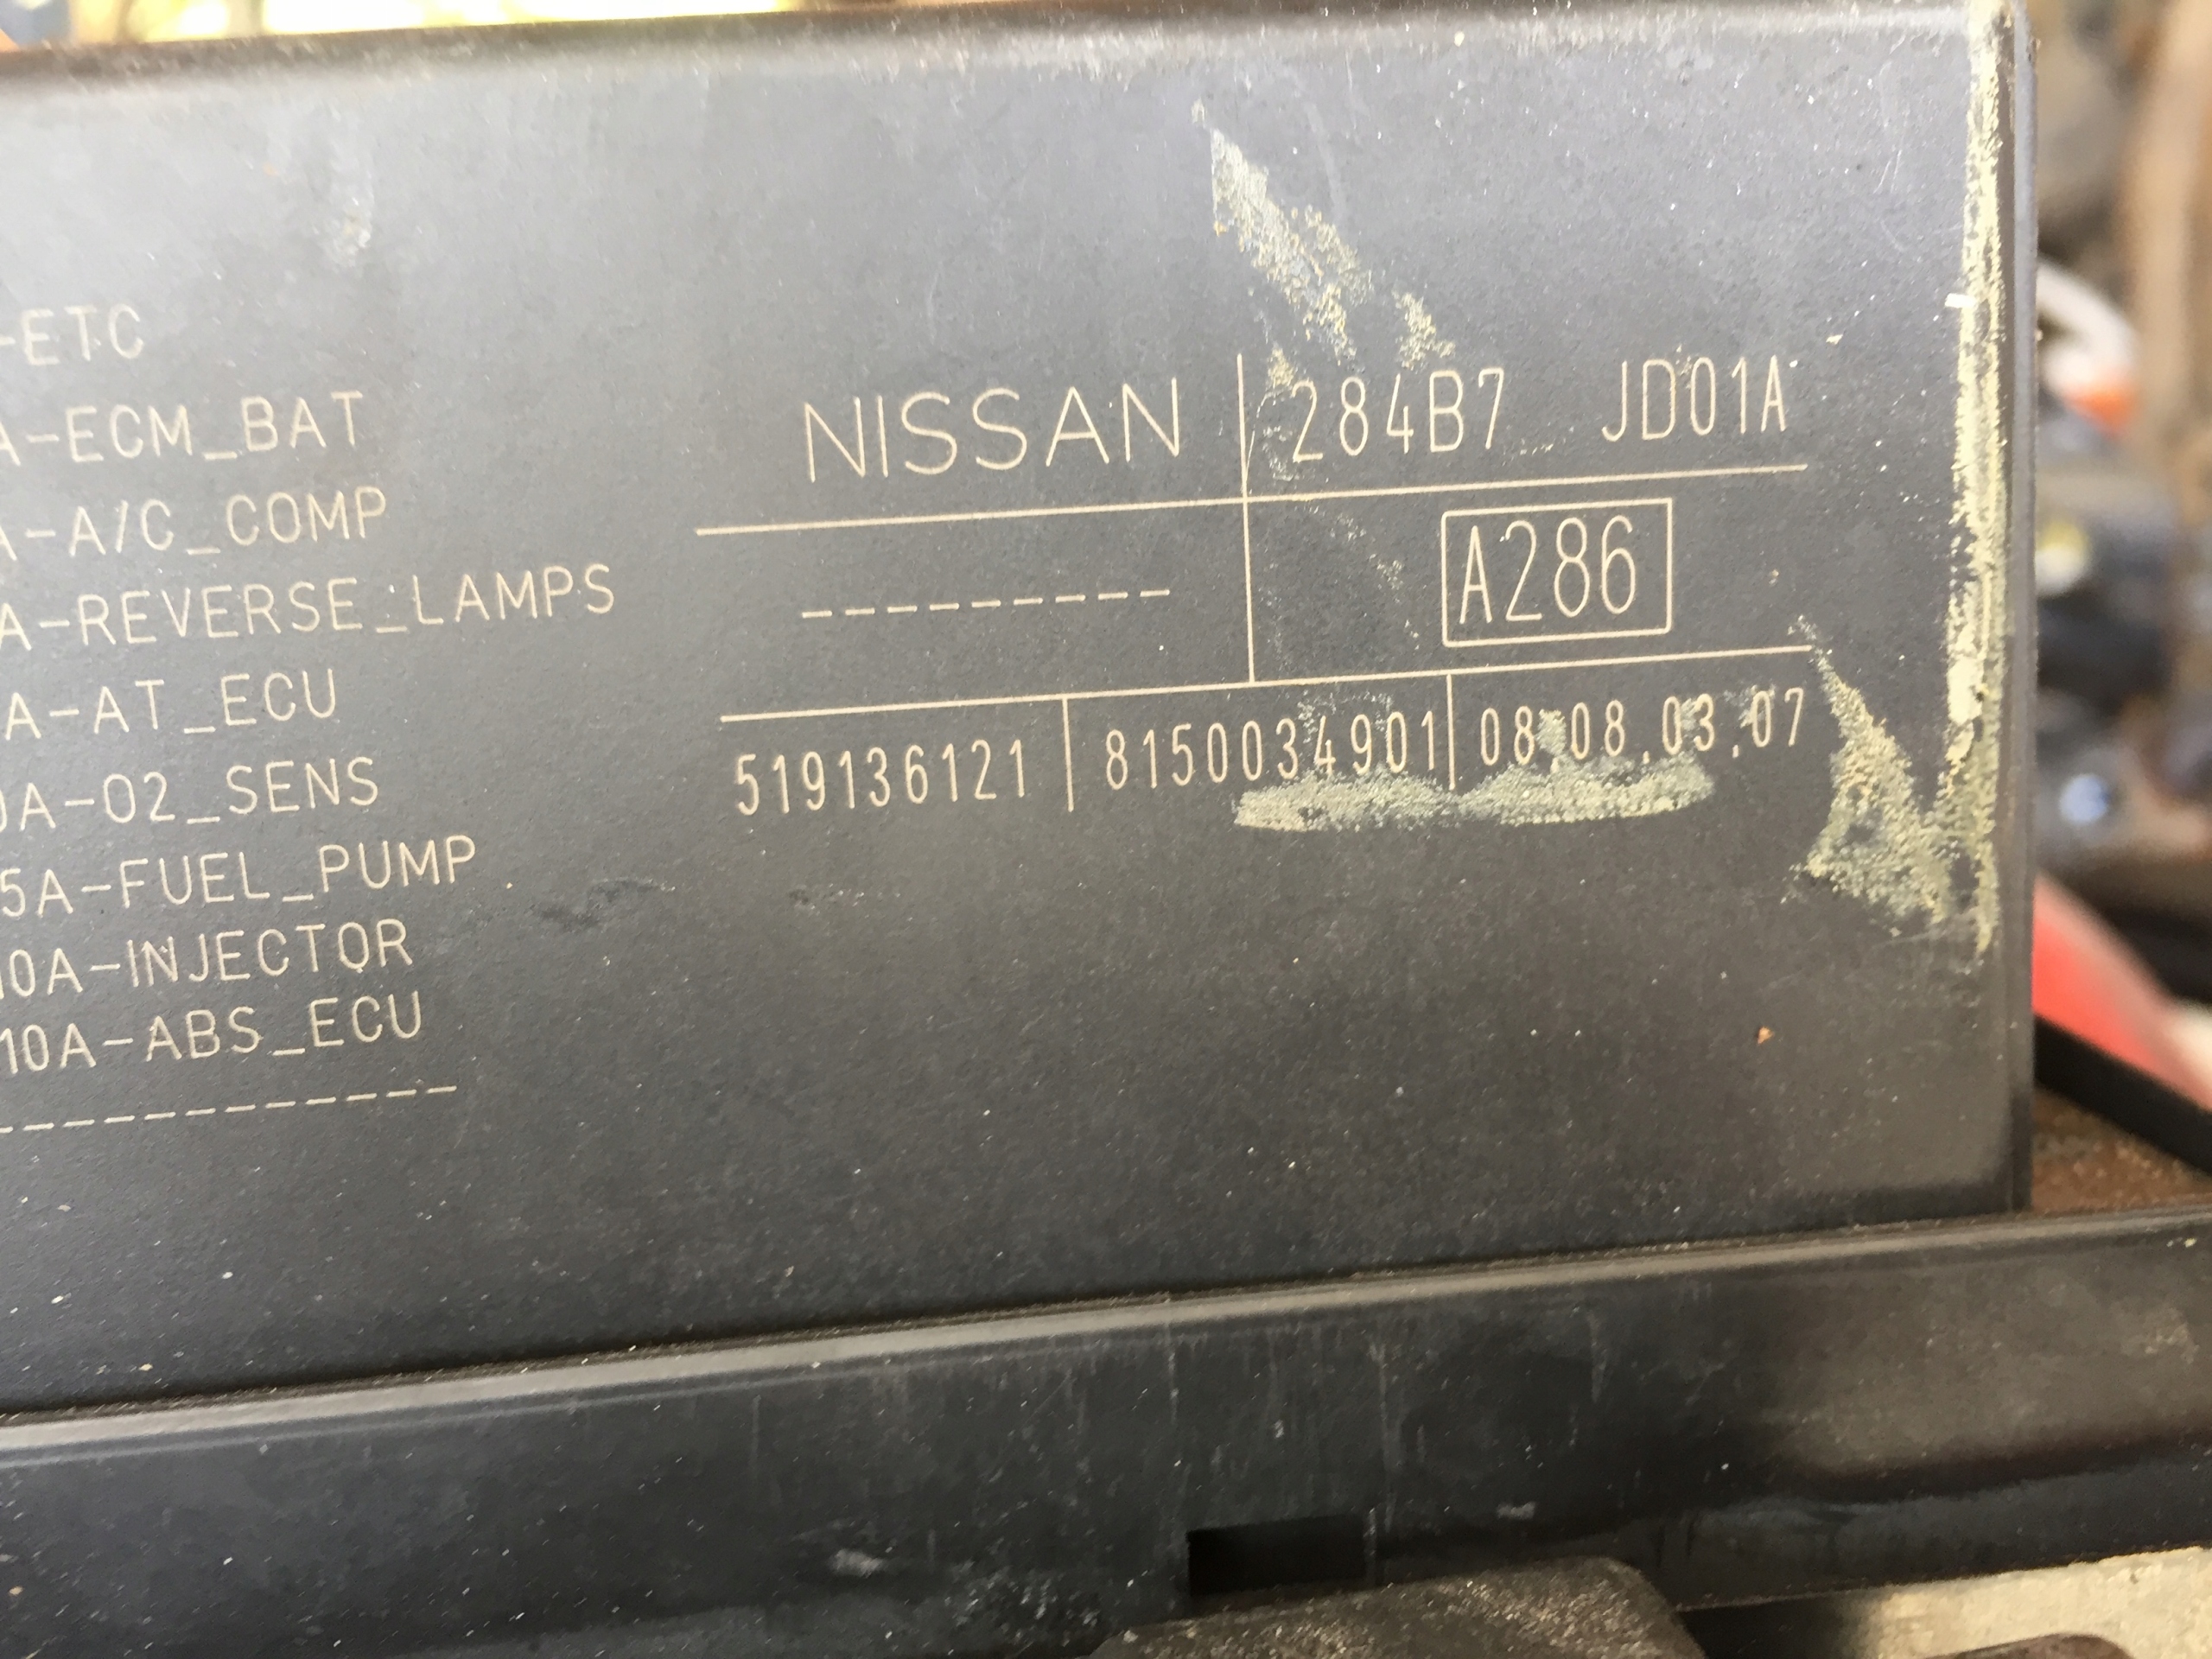 -ETC
A-ECM_BAT
A-A/C_COMP
A-REVERSE_LAMPS
A-AT_ECU
0A-O2_SENS
5A-FUEL_PUMP
10A-INJECTOR
10A-ABS_ECU
------------
NISSAN 284B7 JD01A
--------- A286
519136121 8150034901 08.08.03.07